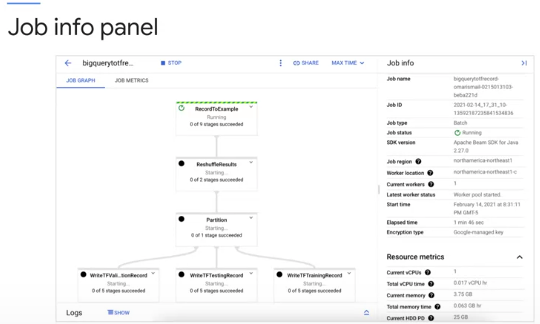 Job info panel
bigquerytotfre...
STOP
SHARE
MAX TIME
Job info
JOB GRAPH
JOB METRICS
RecordToExample
Running
0 of 9 stages succeeded
ReshuffleResults
Starting...
0 of 2 stages succeeded
Partition
Starting...
0 of 1 stage succeeded
WriteTFVali...tionRecord
Starting...
0 of 5 stages succeeded
WriteTFTestingRecord
Starting...
0 of 5 stages succeeded
WriteTFTrainingRecord
Starting...
0 of 5 stages succeeded
Logs
SHOW
Job name
bigquerytotfrecord-
omarismail-0215013103-
beba221d
Job ID
2021-02-14_17_31_10-
Job type
Batch
Job status
Running
SDK version
Apache Beam SDK for Java
2.27.0
Job region
northamerica-northeast1
Worker location
northamerica-northeast1-c
Current workers
1
Latest worker status
Worker pool started.
Start time
February 14, 2021 at 8:31:11
PM GMT-5
Elapsed time
1 min 46 sec
Encryption type
Google-managed key
Resource metrics
Current vCPUs
1
Total vCPU time
0.017 vCPU hr
Current memory
3.75 GB
Total memory time
0.063 GB hr
Current HDD PD
25 GB